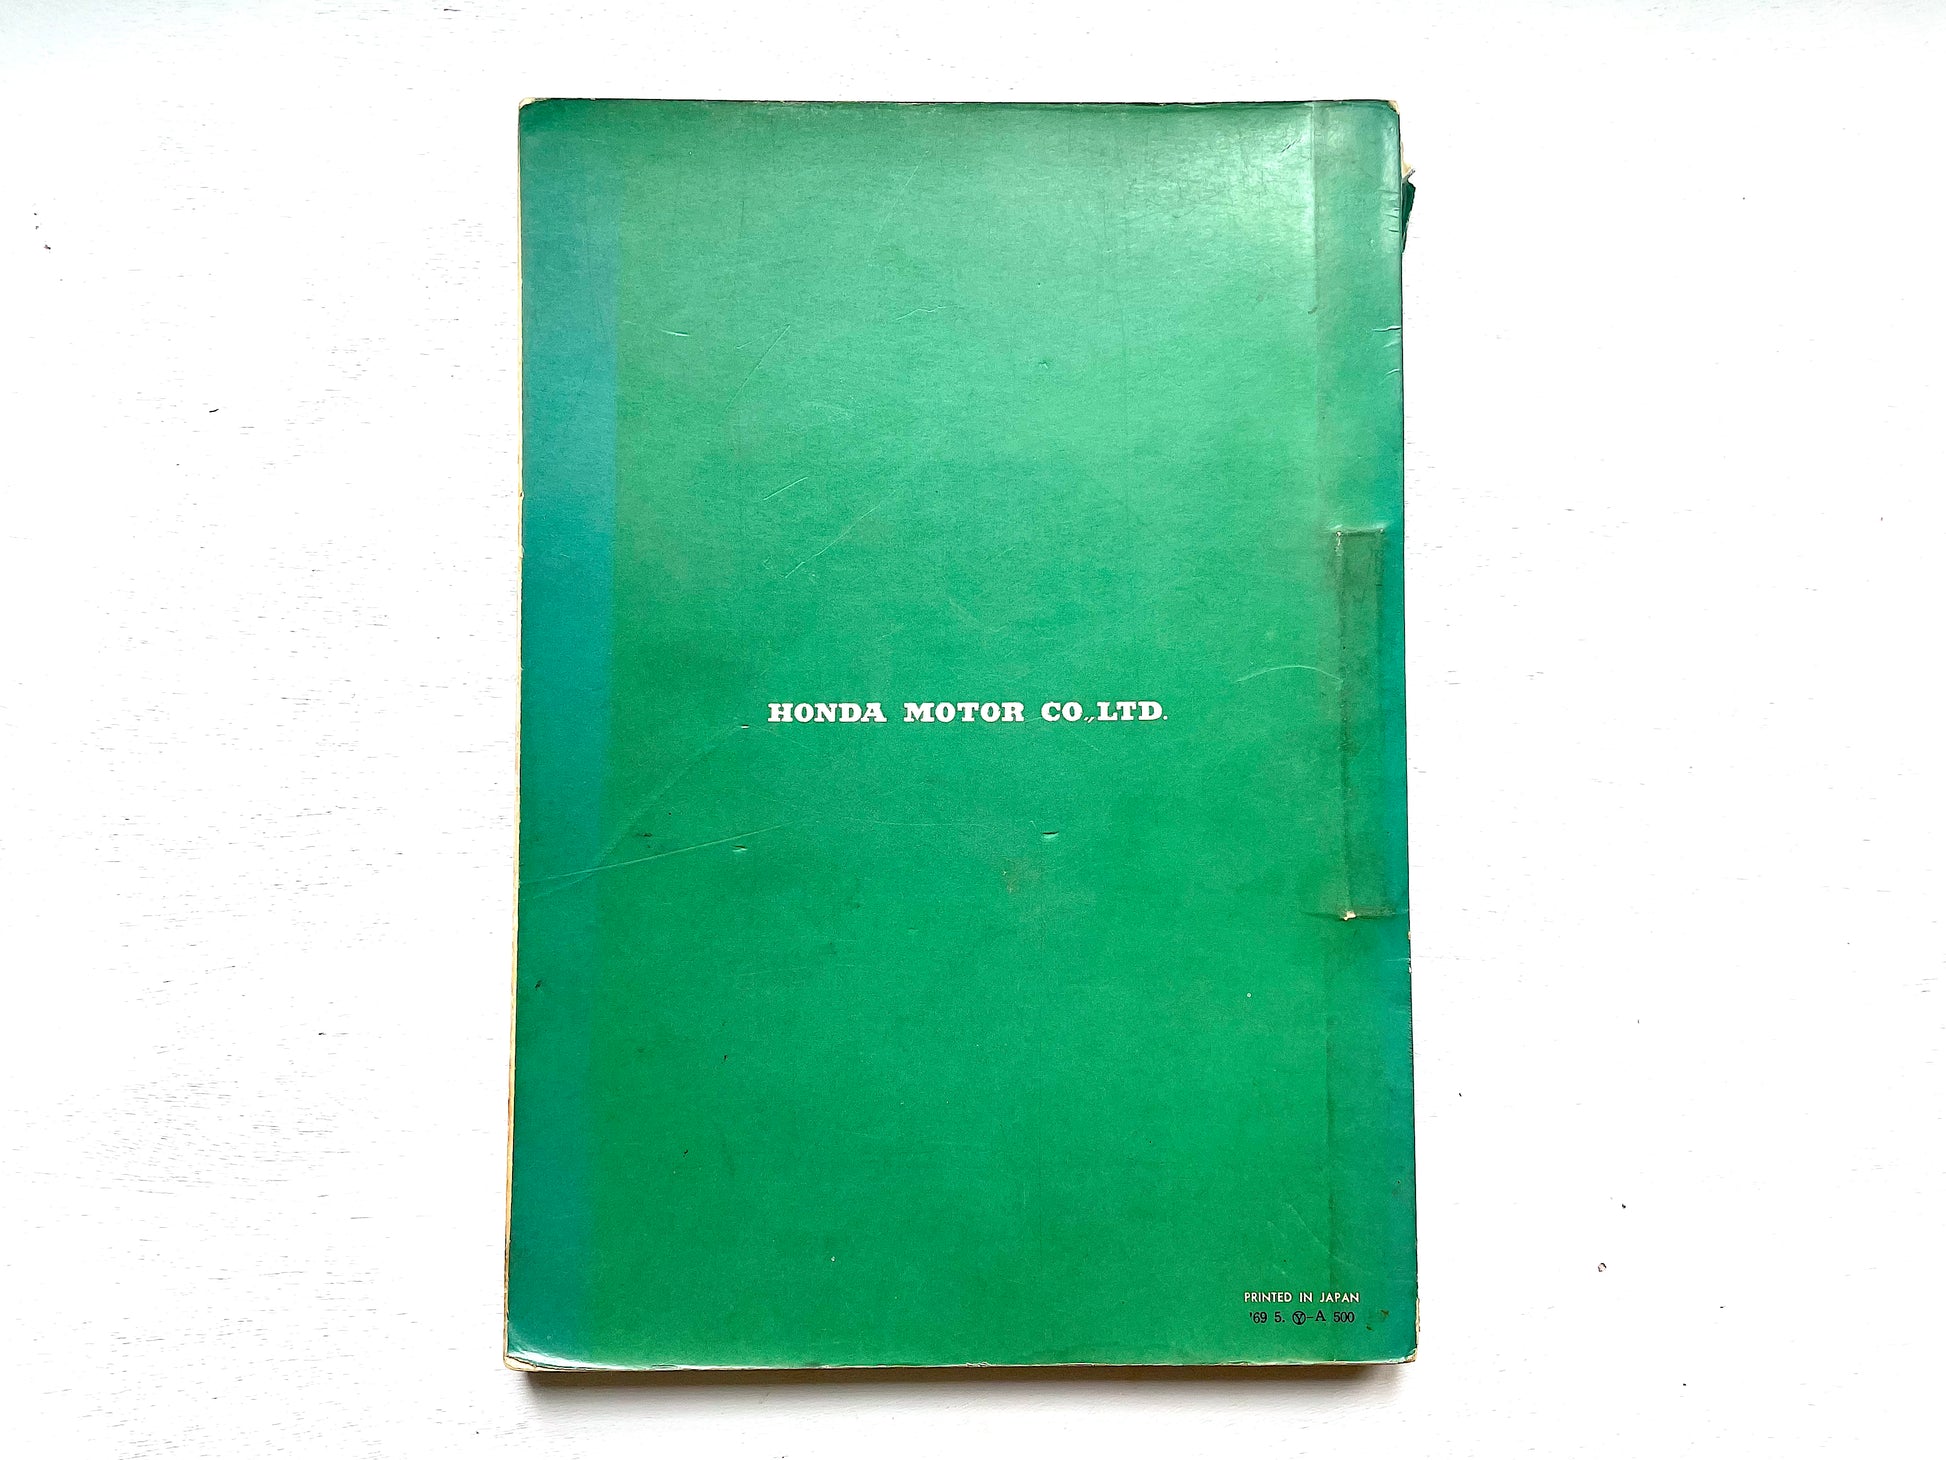 HONDA MOTOR CO.,LTD.
PRINTED IN JAPAN
'69 5. Ⓨ-A 500